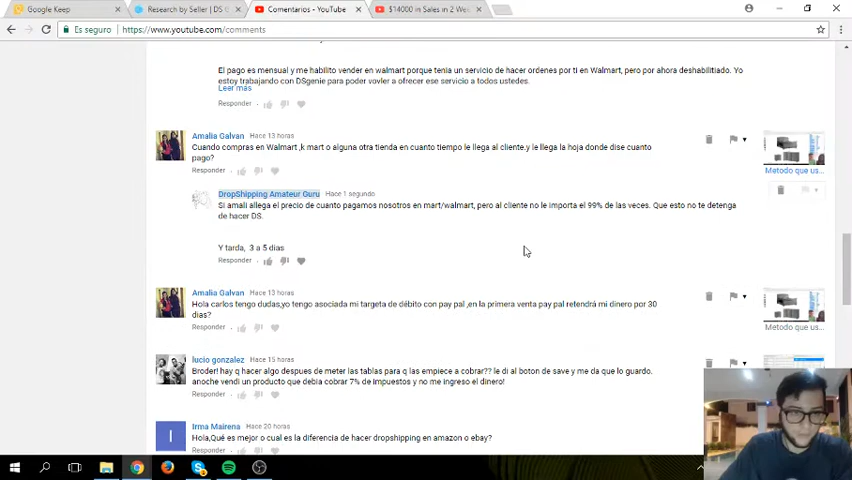 Google Keep
Research by Seller | DS G
Comentarios - YouTube
$14000 in Sales in 2 Wee
Es seguro
https://www.youtube.com/comments
El pago es mensual y me habilito vender en walmart porque tenia un servicio de hacer ordenes por ti en Walmart, pero por ahora deshabilitiado. Yo
estoy trabajando con DSgenie para poder vovler a ofrecer ese servicio a todos ustedes.
Leer más
Responder
Amalia Galvan Hace 13 horas
Cuando compras en Walmart ,k mart o alguna otra tienda en cuanto tiempo le llega al cliente.y le llega la hoja donde dise cuanto
pago?
Metodo que us...
Responder
DropShipping Amateur Guru Hace 1 segundo
Si amali allega el precio de cuanto pagamos nosotros en mart/walmart, pero al cliente no le importa el 99% de las veces. Que esto no te detenga
de hacer DS.
Y tarda, 3 a 5 dias
Responder
Amalia Galvan Hace 13 horas
Hola carlos tengo dudas,yo tengo asociada mi targeta de débito con pay pal ,en la primera venta pay pal retendrá mi dinero por 30
dias?
Metodo que us...
Responder
lucio gonzalez Hace 15 horas
Broder! hay q hacer algo despues de meter las tablas para q las empiece a cobrar?? le di al boton de save y me da que lo guardo.
anoche vendi un producto que debia cobrar 7% de impuestos y no me ingreso el dinero!
Responder
Irma Mairena Hace 20 horas
I
Hola,Qué es mejor o cual es la diferencia de hacer dropshipping en amazon o ebay?
Responder